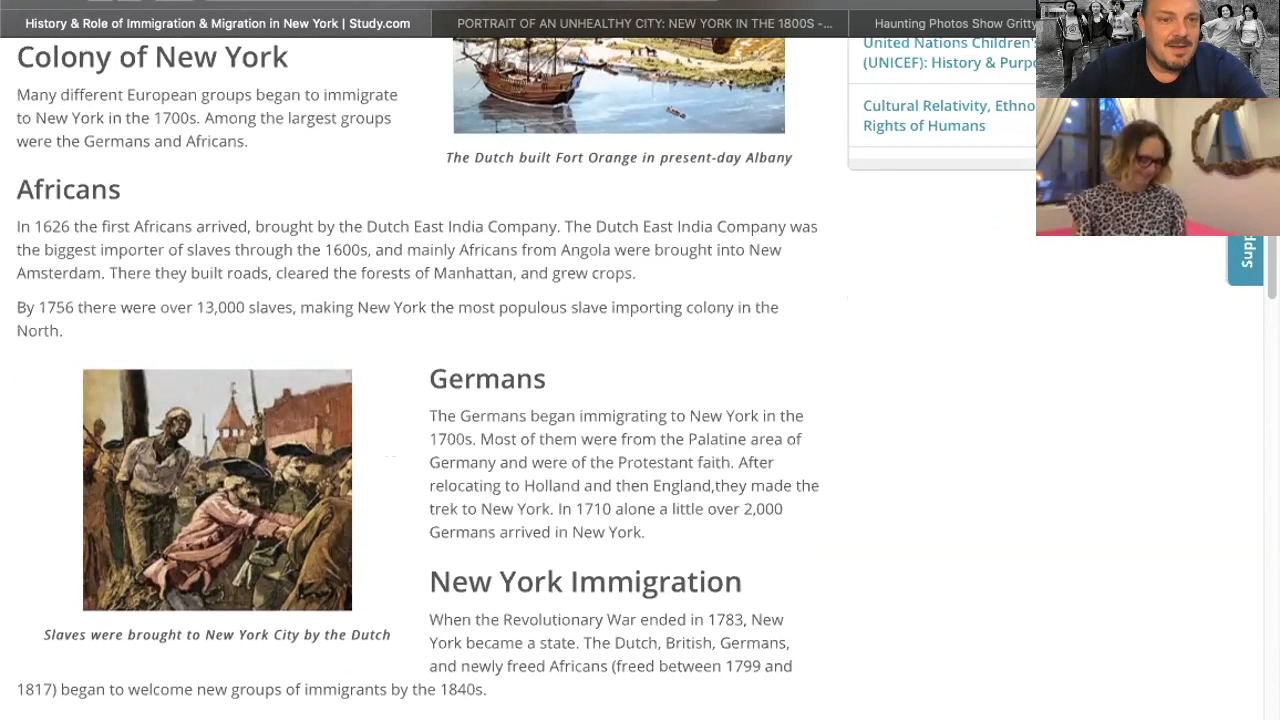 History & Role of Immigration & Migration in New York | Study.com
PORTRAIT OF AN UNHEALTHY CITY: NEW YORK IN THE 1800S -...
Haunting Photos Show Gritty
Colony of New York
Many different European groups began to immigrate
to New York in the 1700s. Among the largest groups
were the Germans and Africans.
The Dutch built Fort Orange in present-day Albany
United Nations Children's
(UNICEF): History & Purpo
Cultural Relativity, Ethno
Rights of Humans
Supp
Africans
In 1626 the first Africans arrived, brought by the Dutch East India Company. The Dutch East India Company was
the biggest importer of slaves through the 1600s, and mainly Africans from Angola were brought into New
Amsterdam. There they built roads, cleared the forests of Manhattan, and grew crops.
By 1756 there were over 13,000 slaves, making New York the most populous slave importing colony in the
North.
Slaves were brought to New York City by the Dutch
Germans
The Germans began immigrating to New York in the
1700s. Most of them were from the Palatine area of
Germany and were of the Protestant faith. After
relocating to Holland and then England,they made the
trek to New York. In 1710 alone a little over 2,000
Germans arrived in New York.
New York Immigration
When the Revolutionary War ended in 1783, New
York became a state. The Dutch, British, Germans,
and newly freed Africans (freed between 1799 and
1817) began to welcome new groups of immigrants by the 1840s.